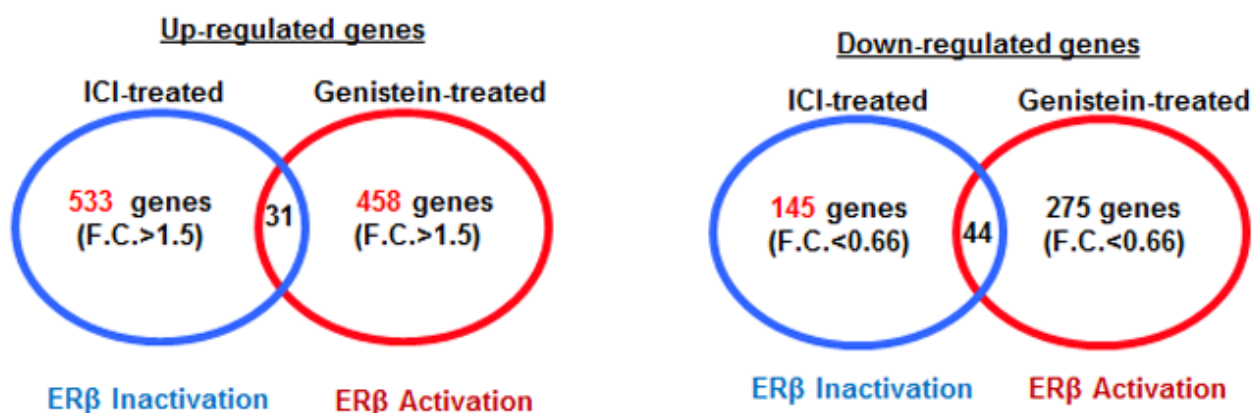 Up-regulated genes
ICI-treated
Genistein-treated
533 genes
(F.C.>1.5)
31
458 genes
(F.C.>1.5)
ERβ Inactivation
ERβ Activation
Down-regulated genes
ICI-treated
Genistein-treated
145 genes
(F.C.<0.66)
44
275 genes
(F.C.<0.66)
ERβ Inactivation
ERβ Activation